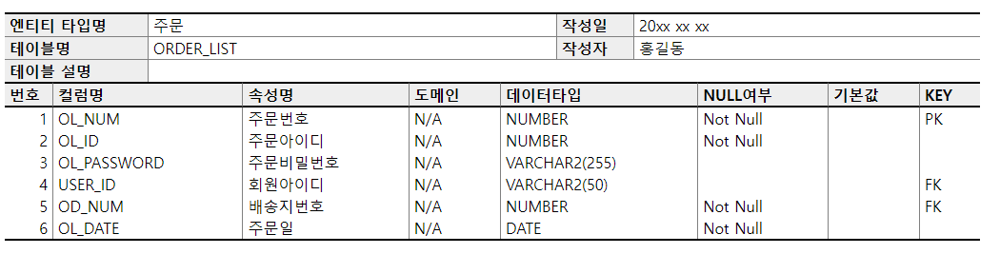 엔티티 타입명 주문 작성일 20xx xx xx
테이블명 ORDER_LIST 작성자 홍길동
테이블 설명
번호 컬럼명 속성명 도메인 데이터타입 NULL여부 기본값 KEY
1 OL_NUM 주문번호 N/A NUMBER Not Null PK
2 OL_ID 주문아이디 N/A NUMBER Not Null
3 OL_PASSWORD 주문비밀번호 N/A VARCHAR2(255)
4 USER_ID 회원아이디 N/A VARCHAR2(50) FK
5 OD_NUM 배송지번호 N/A NUMBER Not Null FK
6 OL_DATE 주문일 N/A DATE Not Null